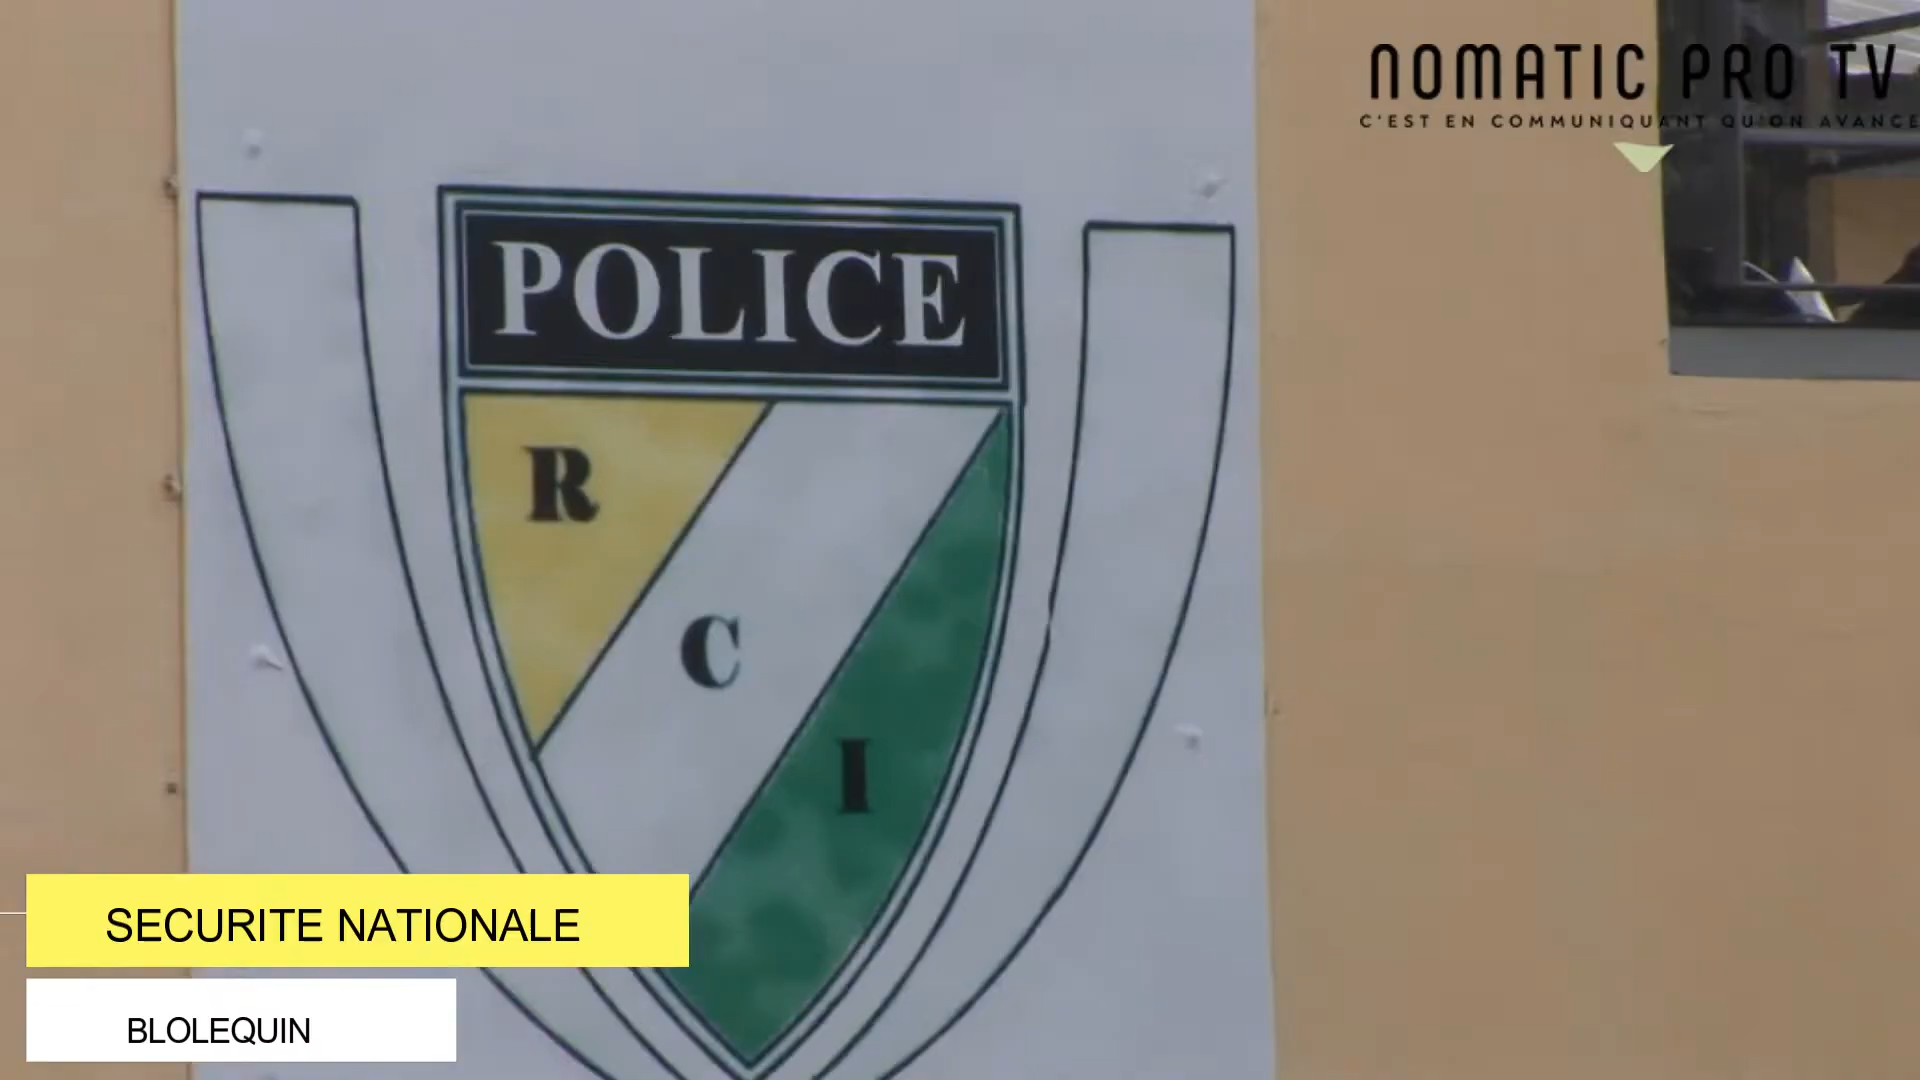 NOMATIC PRO TV
C'EST EN COMMUNIQUANT QU'ON AVANCE
POLICE
R
C
I
SECURITE NATIONALE
BLOLEQUIN